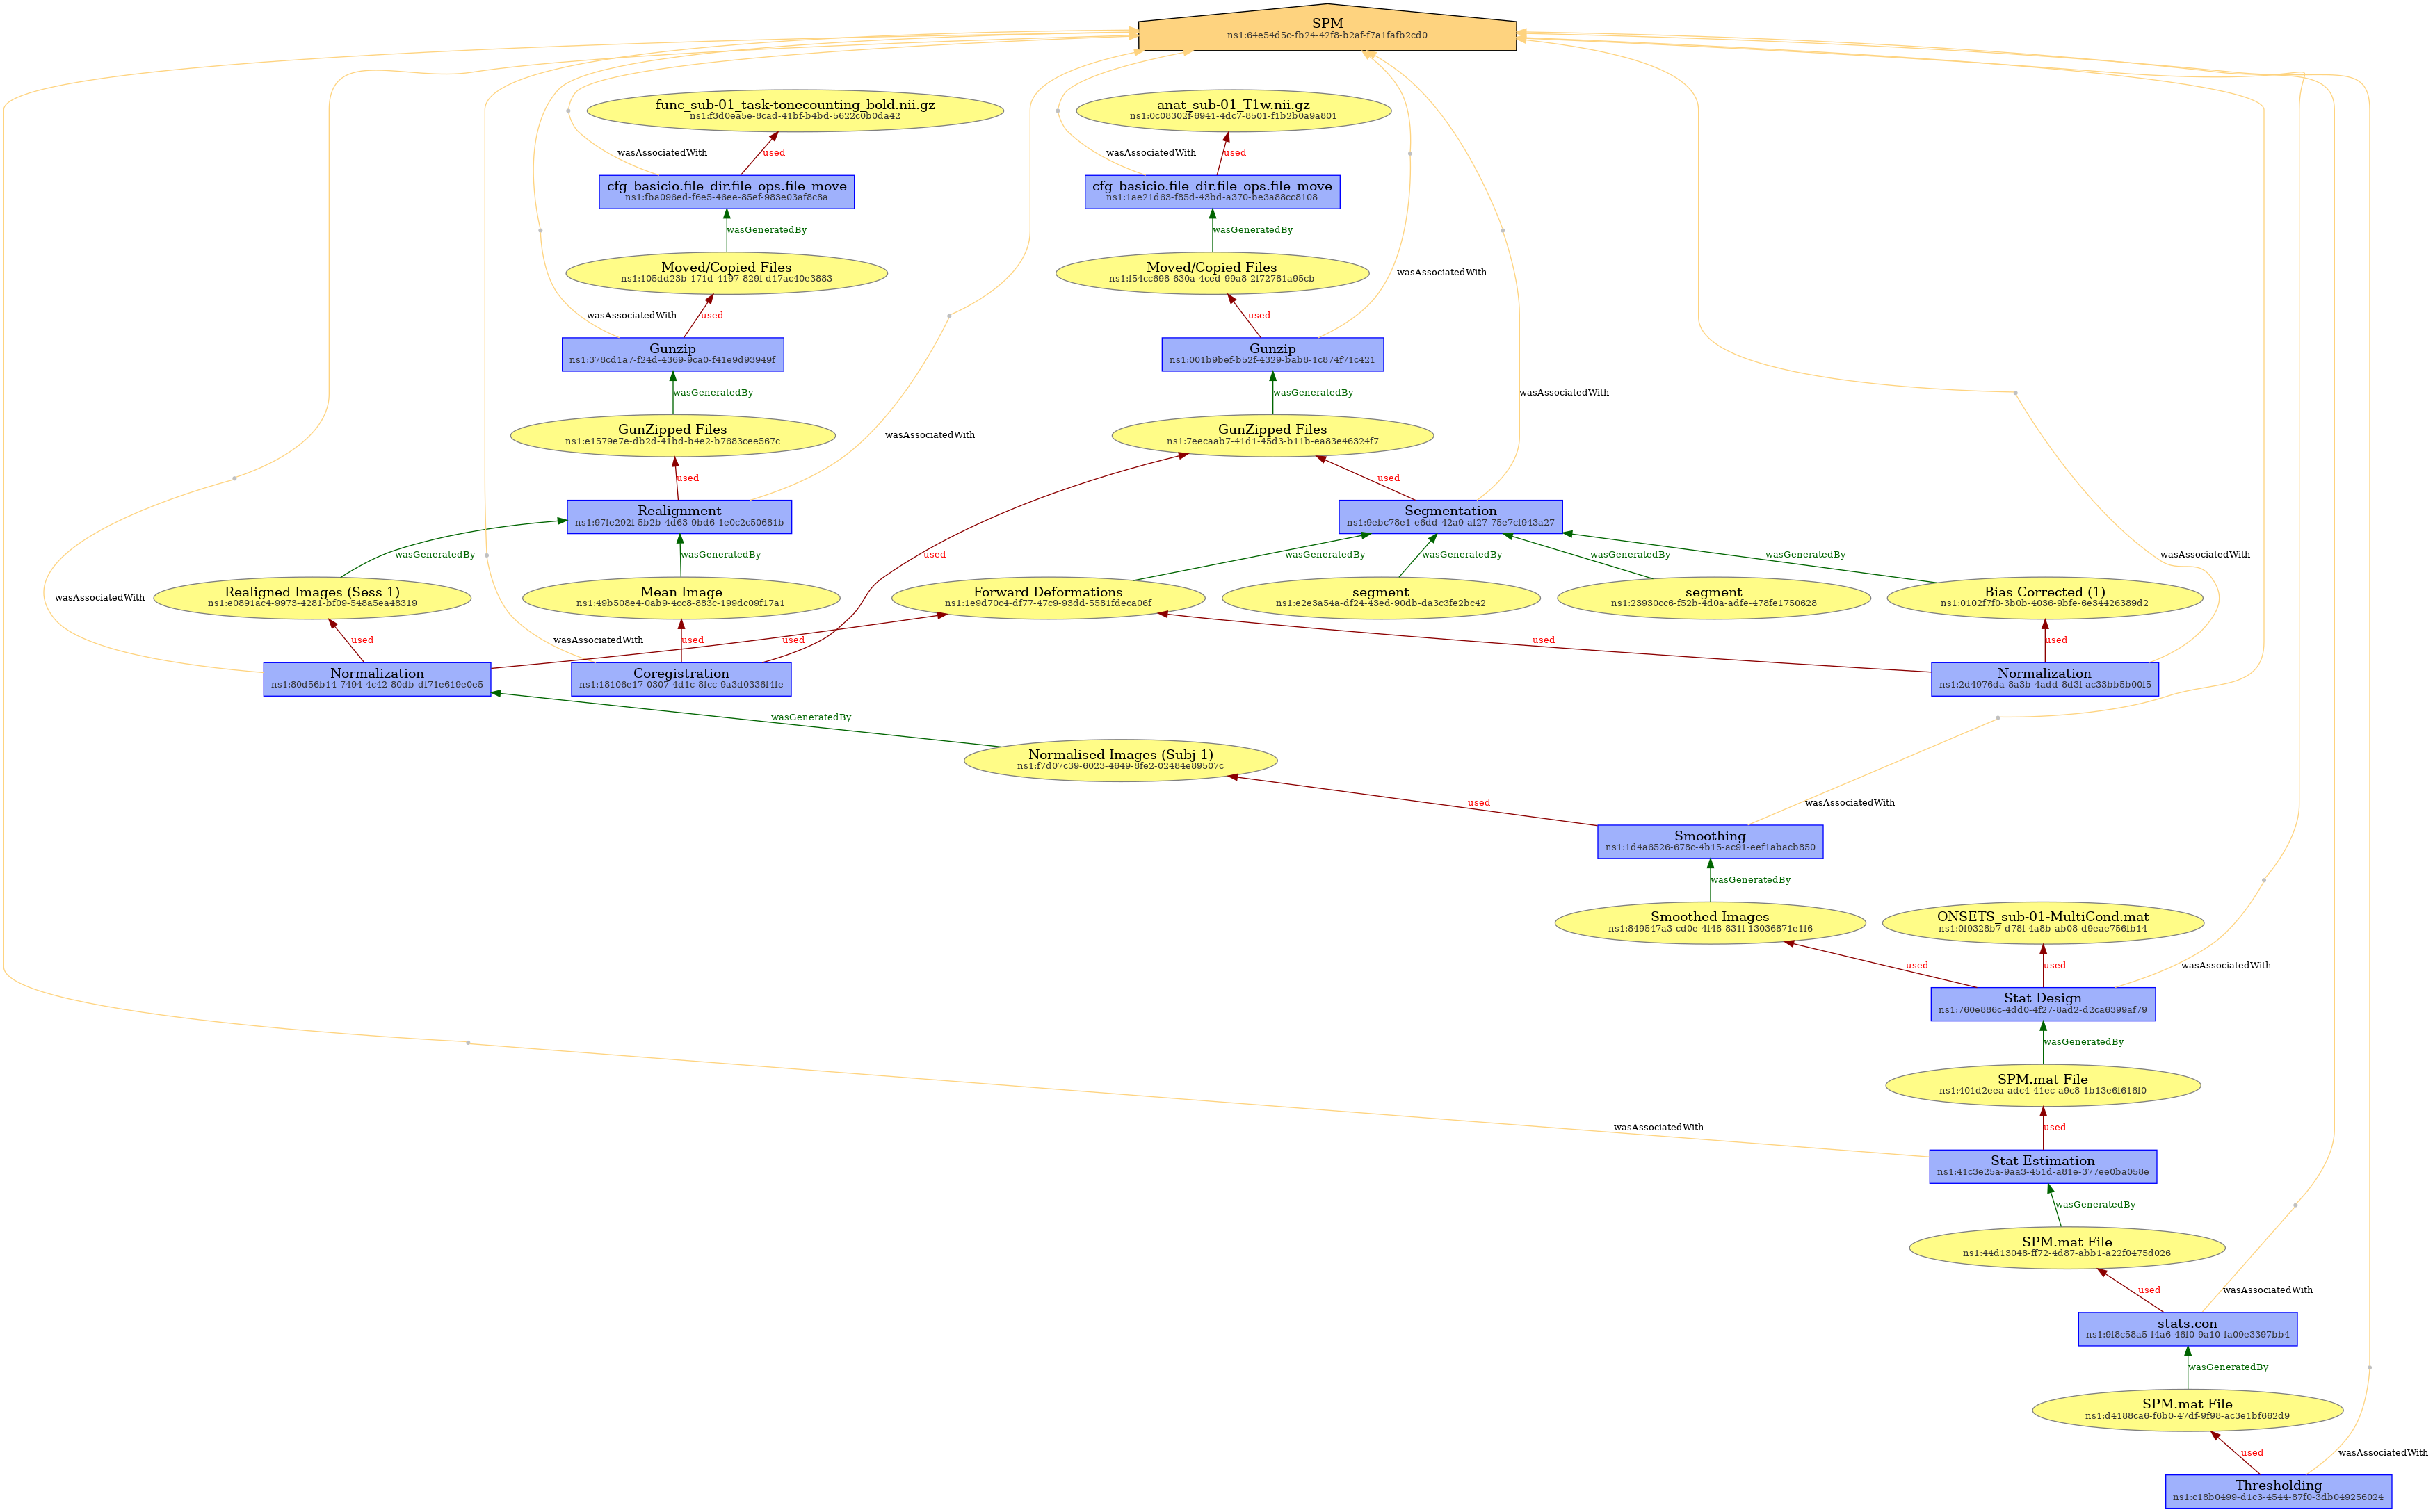 SPM
ns1:64e54d5c-fb24-42f8-b2af-f7a1fafb2cd0
func_sub-01_task-tonecounting_bold.nii.gz
ns1:f3d0ea5e-8cad-41bf-b4bd-5622c0b0da42
anat_sub-01_T1w.nii.gz
ns1:0c08302f-6941-4dc7-8501-f1b2b0a9a801
wasAssociatedWith
used
wasAssociatedWith
used
cfg_basicio.file_dir.file_ops.file_move
ns1:fba096ed-f6e5-46ee-85ef-983e03af8c8a
cfg_basicio.file_dir.file_ops.file_move
ns1:1ae21d63-f85d-43bd-a370-be3a88cc8108
wasGeneratedBy
wasGeneratedBy
Moved/Copied Files
ns1:105dd23b-171d-4197-829f-d17ac40e3883
Moved/Copied Files
ns1:f54cc698-630a-4ced-99a8-2f72781a95cb
wasAssociatedWith
wasAssociatedWith
used
used
Gunzip
ns1:378cd1a7-f24d-4369-9ca0-f41e9d93949f
Gunzip
ns1:001b9bef-b52f-4329-bab8-1c874f71c421
wasGeneratedBy
wasGeneratedBy
wasAssociatedWith
GunZipped Files
ns1:e1579e7e-db2d-41bd-b4e2-b7683cee567c
wasAssociatedWith
GunZipped Files
ns1:7eecaab7-41d1-45d3-b11b-ea83e46324f7
used
used
Realignment
ns1:97fe292f-5b2b-4d63-9bd6-1e0c2c50681b
Segmentation
ns1:9ebc78e1-e6dd-42a9-af27-75e7cf943a27
wasGeneratedBy
wasGeneratedBy
used
wasGeneratedBy
wasGeneratedBy
wasGeneratedBy
wasGeneratedBy
wasAssociatedWith
wasAssociatedWith
Realigned Images (Sess 1)
ns1:e0891ac4-9973-4281-bf09-548a5ea48319
Mean Image
ns1:49b508e4-0ab9-4cc8-883c-199dc09f17a1
Forward Deformations
ns1:1e9d70c4-df77-47c9-93dd-5581fdeca06f
segment
ns1:e2e3a54a-df24-43ed-90db-da3c3fe2bc42
segment
ns1:23930cc6-f52b-4d0a-adfe-478fe1750628
Bias Corrected (1)
ns1:0102f7f0-3b0b-4036-9bfe-6e34426389d2
used
wasAssociatedWith
used
used
used
used
Normalization
ns1:80d56b14-7494-4c42-80db-df71e619e0e5
Coregistration
ns1:18106e17-0307-4d1c-8fcc-9a3d0336f4fe
Normalization
ns1:2d4976da-8a3b-4add-8d3f-ac33bb5b00f5
wasGeneratedBy
Normalised Images (Subj 1)
ns1:f7d07c39-6023-4649-8fe2-02484e89507c
used
wasAssociatedWith
Smoothing
ns1:1d4a6526-678c-4b15-ac91-eef1abacb850
wasGeneratedBy
Smoothed Images
ns1:849547a3-cd0e-4f48-831f-13036871e1f6
ONSETS_sub-01-MultiCond.mat
ns1:0f9328b7-d78f-4a8b-ab08-d9eae756fb14
used
used
wasAssociatedWith
Stat Design
ns1:760e886c-4dd0-4f27-8ad2-d2ca6399af79
wasGeneratedBy
SPM.mat File
ns1:401d2eea-adc4-41ec-a9c8-1b13e6f616f0
wasAssociatedWith
used
Stat Estimation
ns1:41c3e25a-9aa3-451d-a81e-377ee0ba058e
wasGeneratedBy
SPM.mat File
ns1:44d13048-ff72-4d87-abb1-a22f0475d026
used
wasAssociatedWith
stats.con
ns1:9f8c58a5-f4a6-46f0-9a10-fa09e3397bb4
wasGeneratedBy
SPM.mat File
ns1:d4188ca6-f6b0-47df-9f98-ac3e1bf662d9
used
wasAssociatedWith
Thresholding
ns1:c18b0499-d1c3-4544-87f0-3db049256024